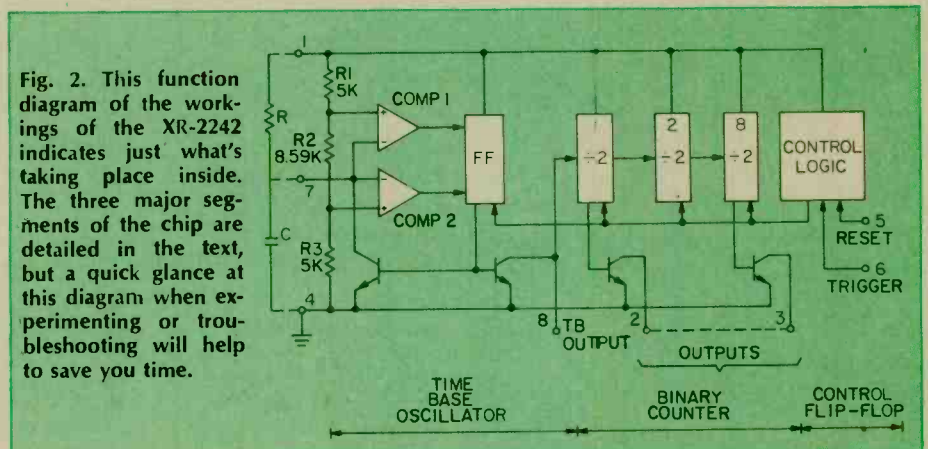 Fig. 2. This function
diagram of the work-
ings of the XR-2242
indicates just what's
taking place inside.
The three major seg-
ments of the chip are
detailed in the text,
but a quick glance at
this diagram when ex-
perimenting or trou-
bleshooting will help
to save you time.
1
R1
5K
R
COMP 1
R2
8.59K
7
FF
1
÷2
2
÷2
8
÷2
CONTROL
LOGIC
COMP 2
C
R3
5K
5
RESET
6
TRIGGER
4
8
TB
OUTPUT
2
3
OUTPUTS
TIME
BASE
OSCILLATOR
BINARY
COUNTER
CONTROL
FLIP-FLOP